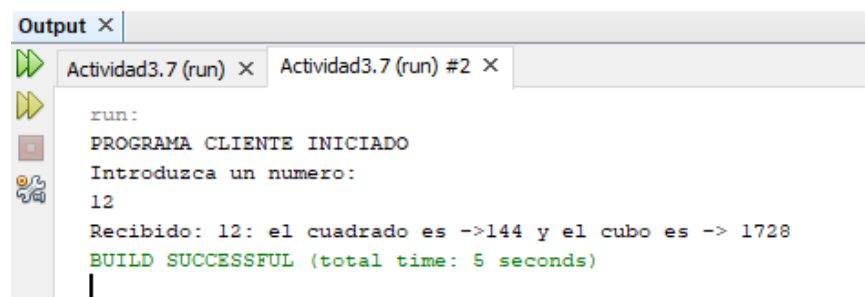 Output
Actividad3.7 (run) Actividad3.7 (run) #2
run:
PROGRAMA CLIENTE INICIADO
Introduzca un numero:
12
Recibido: 12: el cuadrado es ->144 y el cubo es -> 1728
BUILD SUCCESSFUL (total time: 5 seconds)